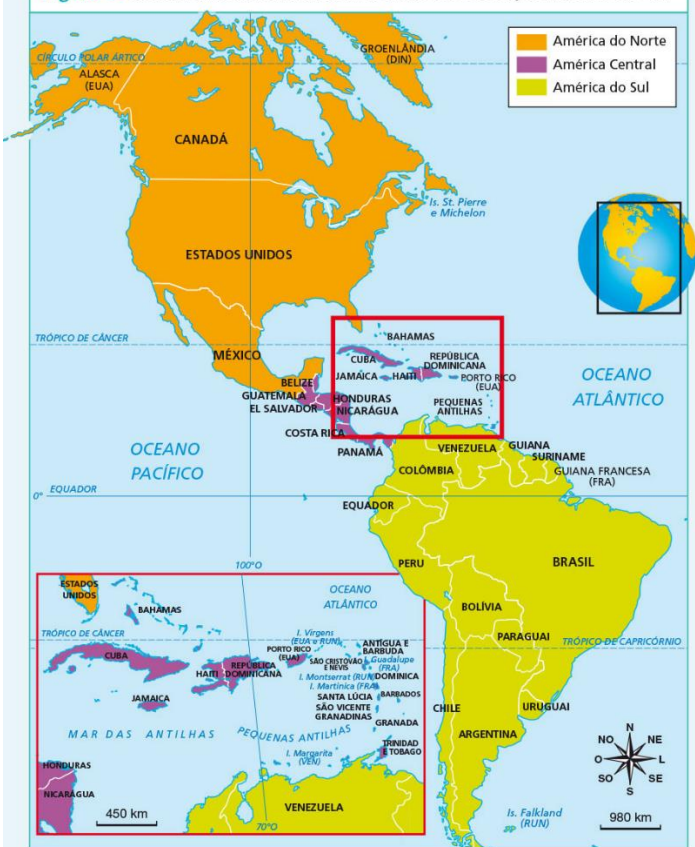 América do Norte
América Central
América do Sul
CÍRCULO POLAR ÁRTICO
GROENLÂNDIA
(DIN)
ALASCA
(EUA)
CANADÁ
Is. St. Pierre
e Michelon
ESTADOS UNIDOS
TRÓPICO DE CÂNCER
MÉXICO
BAHAMAS
CUBA
REPÚBLICA
DOMINICANA
JAMAICA
HAITI
PORTO RICO
(EUA)
BELIZE
GUATEMALA
HONDURAS
EL SALVADOR
NICARÁGUA
PEQUENAS
ANTILHAS
COSTA RICA
PANAMÁ
OCEANO
ATLÂNTICO
OCEANO
PACÍFICO
VENEZUELA
GUIANA
SURINAME
COLÔMBIA
GUIANA FRANCESA
(FRA)
0° EQUADOR
EQUADOR
PERU
BRASIL
BOLÍVIA
PARAGUAI
TRÓPICO DE CAPRICÓRNIO
CHILE
URUGUAI
ARGENTINA
Is. Falkland
(RUN)
N
NO
NE
O
L
SO
SE
S
980 km
100°O
ESTADOS
UNIDOS
OCEANO
ATLÂNTICO
BAHAMAS
TRÓPICO DE CÂNCER
CUBA
I. Virgens
(EUA e RUN)
PORTO RICO
(EUA)
ANTÍGUA E
BARBUDA
HAITI
REPÚBLICA
DOMINICANA
SÃO CRISTÓVÃO
E NEVIS
I. Guadalupe
(FRA)
I. Montserrat (RUN)
DOMINICA
I. Martinica (FRA)
JAMAICA
SANTA LÚCIA
BARBADOS
SÃO VICENTE
GRANADINAS
GRANADA
MAR DAS ANTILHAS
PEQUENAS ANTILHAS
TRINIDAD
E TOBAGO
I. Margarita
(VEN)
HONDURAS
NICARÁGUA
VENEZUELA
450 km
70°O